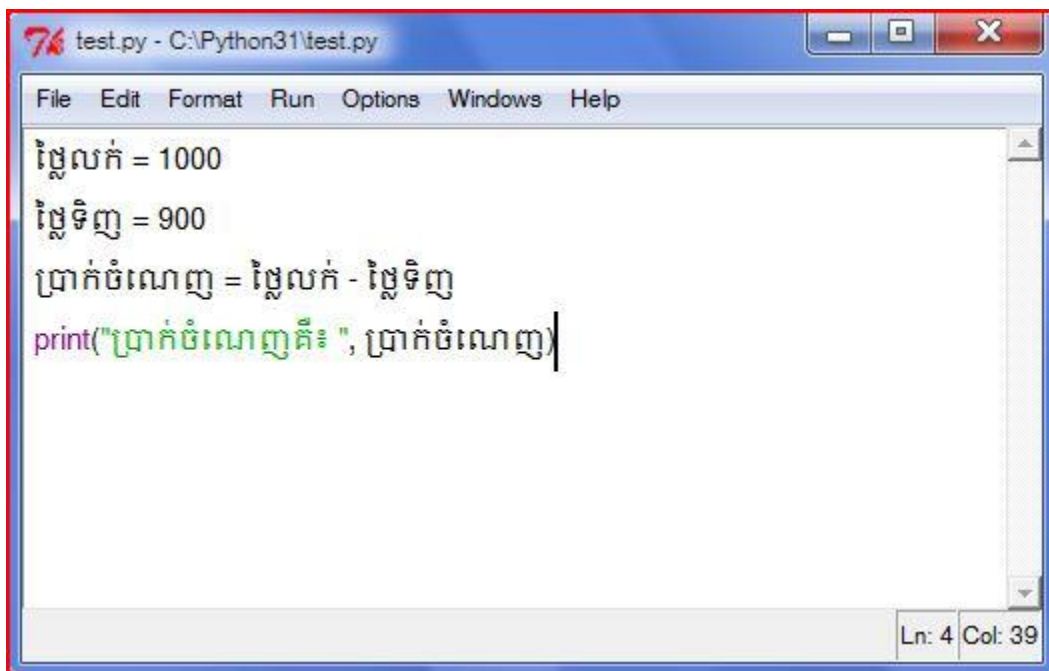 test.py - C:\Python31\test.py
File Edit Format Run Options Windows Help
ថ្លៃលក់ = 1000
ថ្លៃទិញ = 900
ប្រាក់ចំណេញ = ថ្លៃលក់ - ថ្លៃទិញ
print("ប្រាក់ចំណេញគឺ៖ ", ប្រាក់ចំណេញ)
Ln: 4 Col: 39